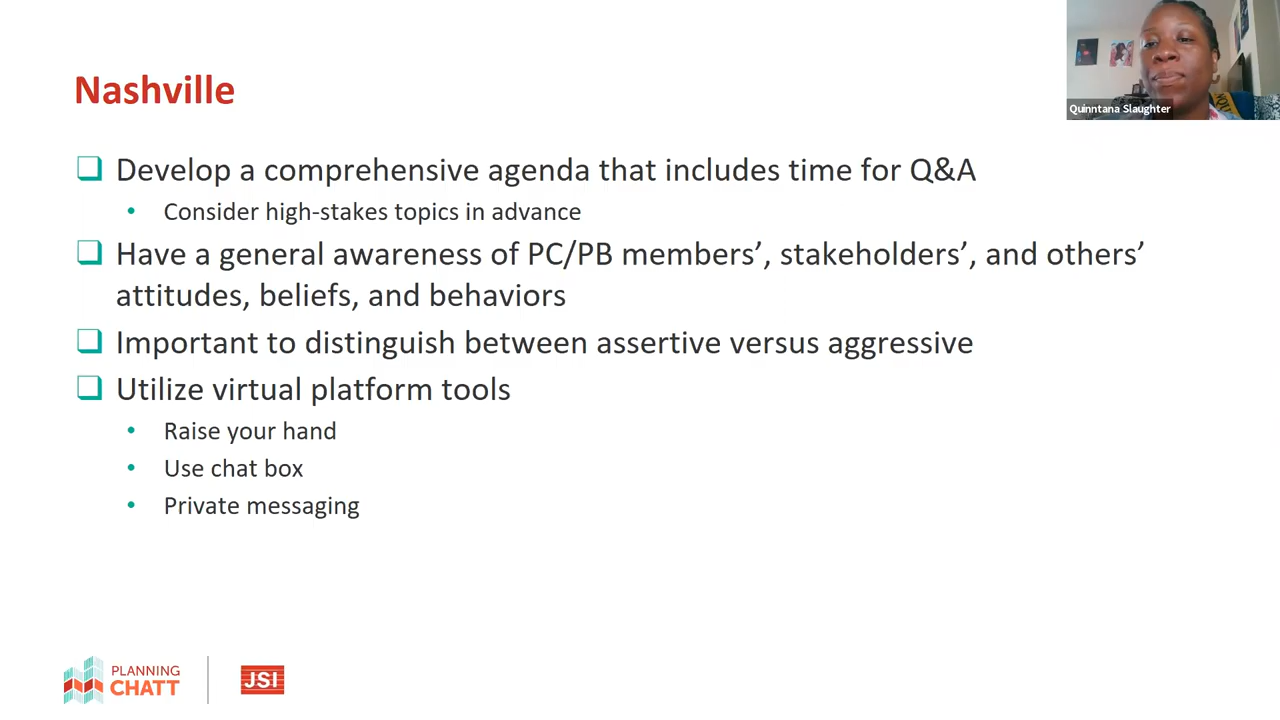 Nashville
Quinntana Slaughter
Develop a comprehensive agenda that includes time for Q&A
• Consider high-stakes topics in advance
Have a general awareness of PC/PB members’, stakeholders’, and others’
attitudes, beliefs, and behaviors
Important to distinguish between assertive versus aggressive
Utilize virtual platform tools
• Raise your hand
• Use chat box
• Private messaging
PLANNING
CHATT
JSI